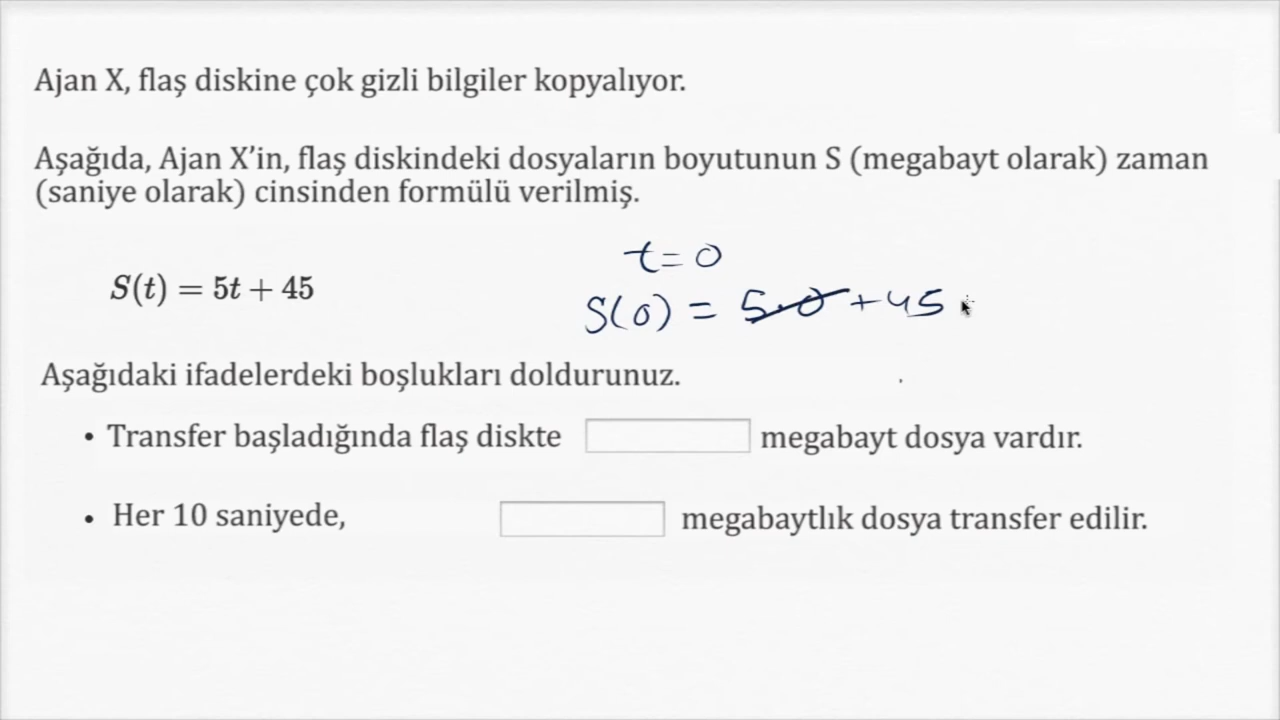 Ajan X, flaş diskine çok gizli bilgiler kopyalıyor.
Aşağıda, Ajan X'in, flaş diskindeki dosyaların boyutunun S (megabayt olarak) zaman
(saniye olarak) cinsinden formülü verilmiş.
t = 0
S(t) = 5t + 45
S(0) = 5·0 + 45
Aşağıdaki ifadelerdeki boşlukları doldurunuz.
• Transfer başladığında flaş diskte megabayt dosya vardır.
• Her 10 saniyede, megabaytlık dosya transfer edilir.